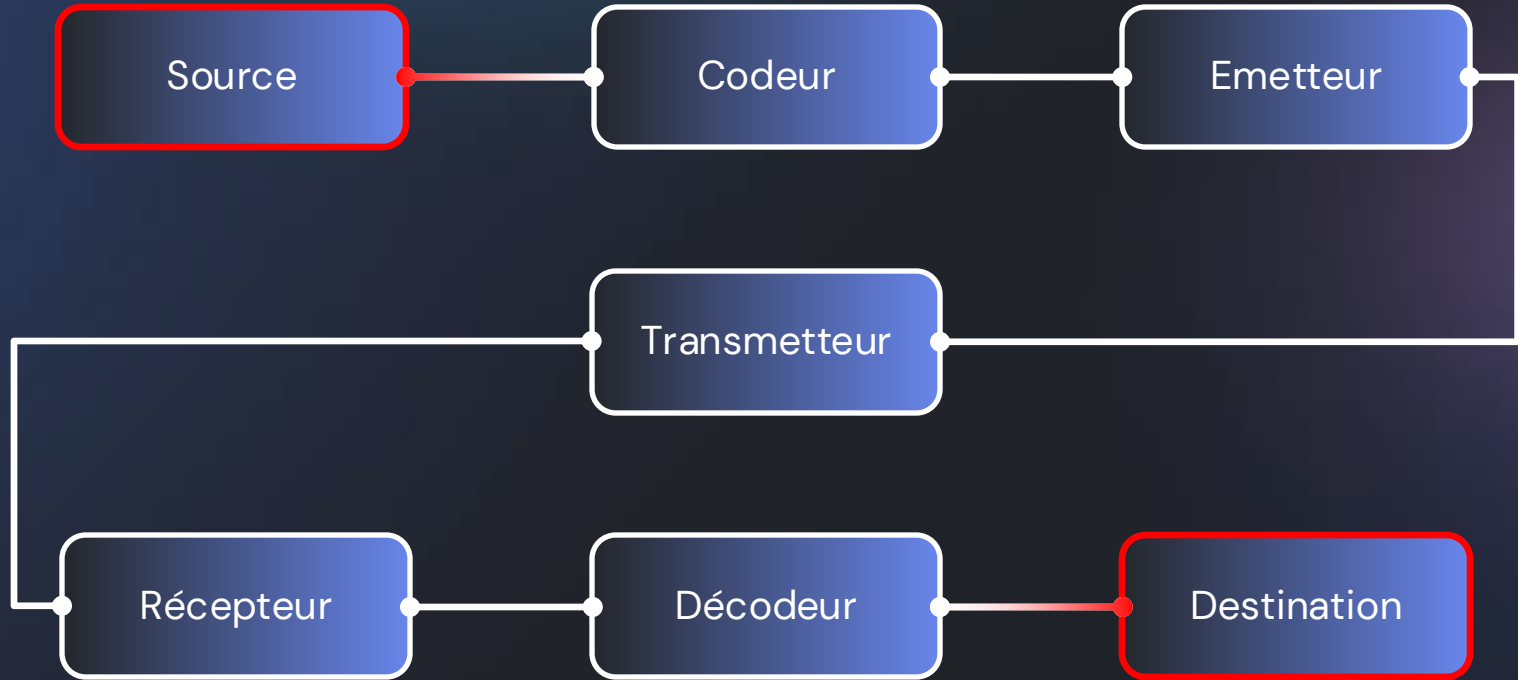 Source
Codeur
Emetteur
Transmetteur
Récepteur
Décodeur
Destination